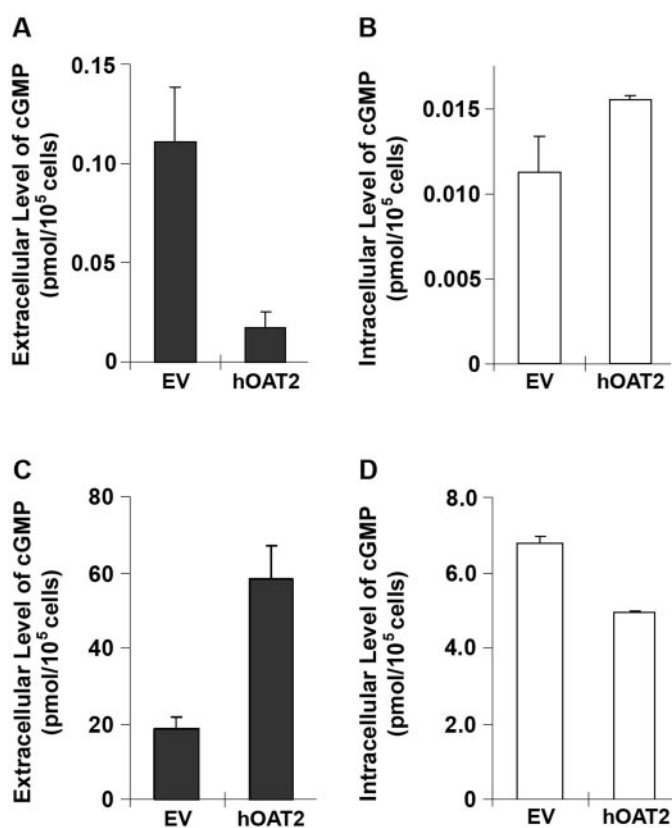 A
Extracellular Level of cGMP
(pmol/10⁵ cells)
0.15
0.10
0.05
0
EV hOAT2
B
Intracellular Level of cGMP
(pmol/10⁵ cells)
0.015
0.010
0.005
0
EV hOAT2
C
Extracellular Level of cGMP
(pmol/10⁵ cells)
80
60
40
20
0
EV hOAT2
D
Intracellular Level of cGMP
(pmol/10⁵ cells)
8.0
6.0
4.0
2.0
0
EV hOAT2